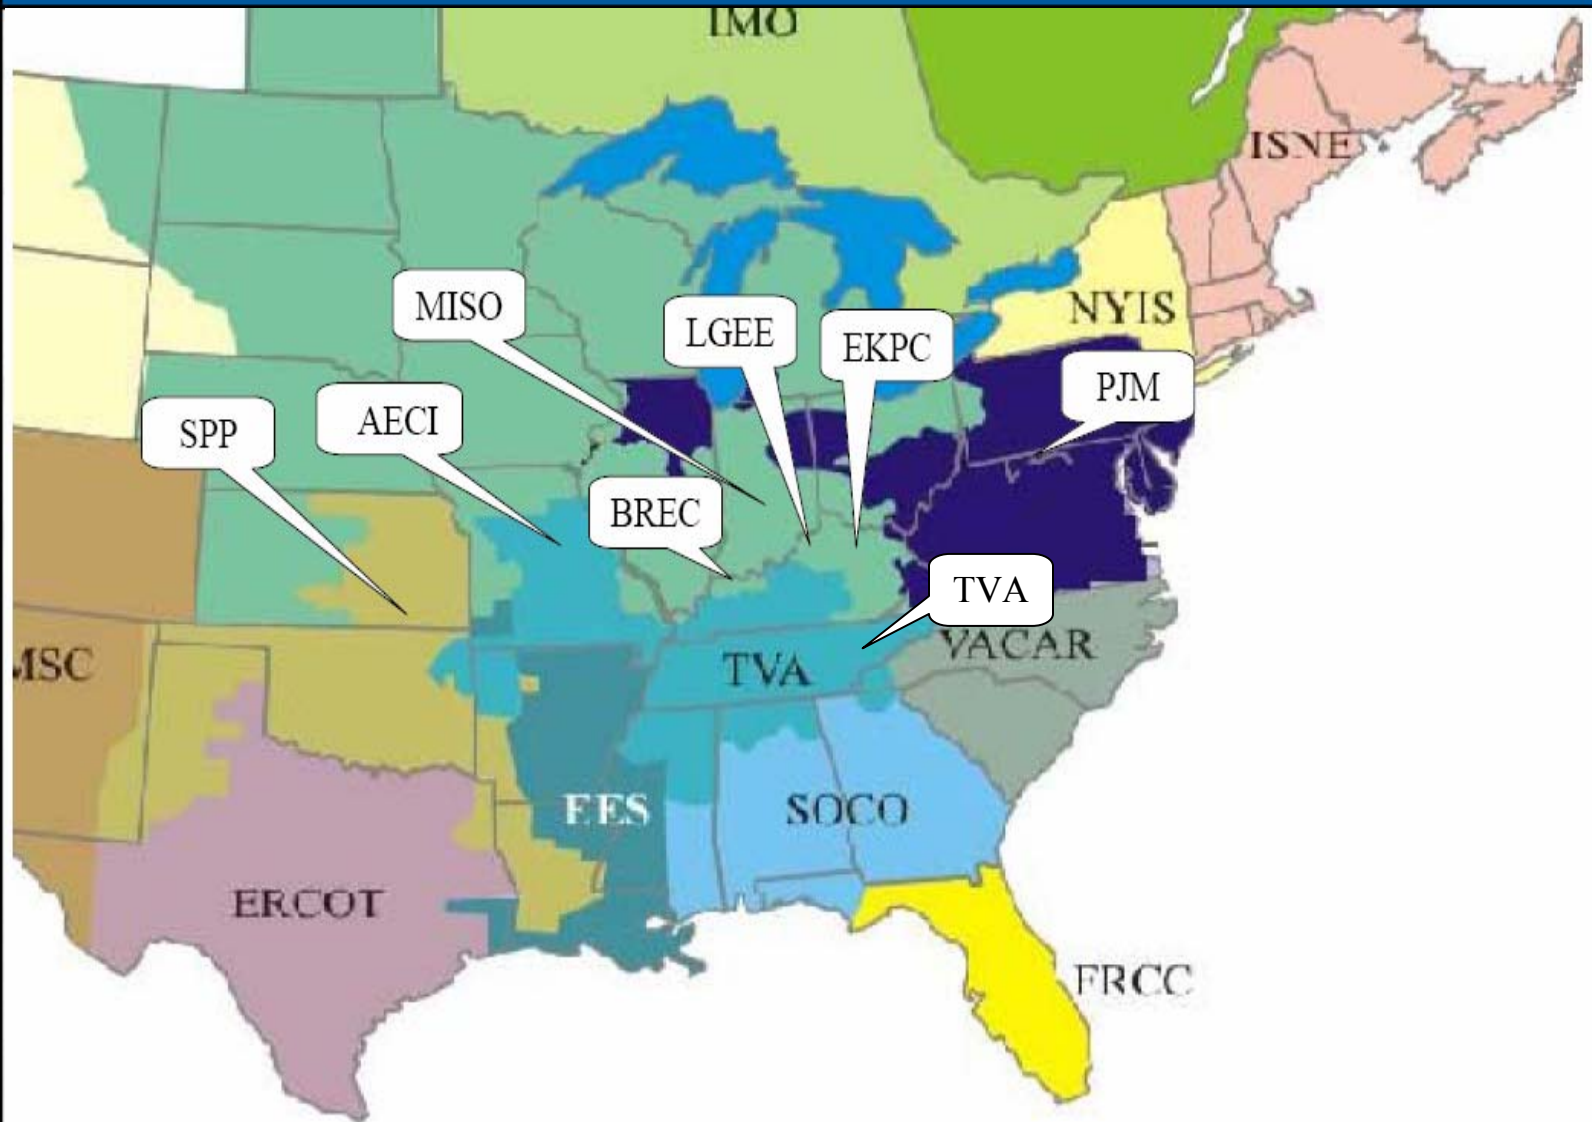 IMO
ISNE
MISO
LGEE
EKPC
NYIS
PJM
SPP
AECI
BREC
TVA
VACAR
MSC
TVA
EES
SOCO
ERCOT
FRCC